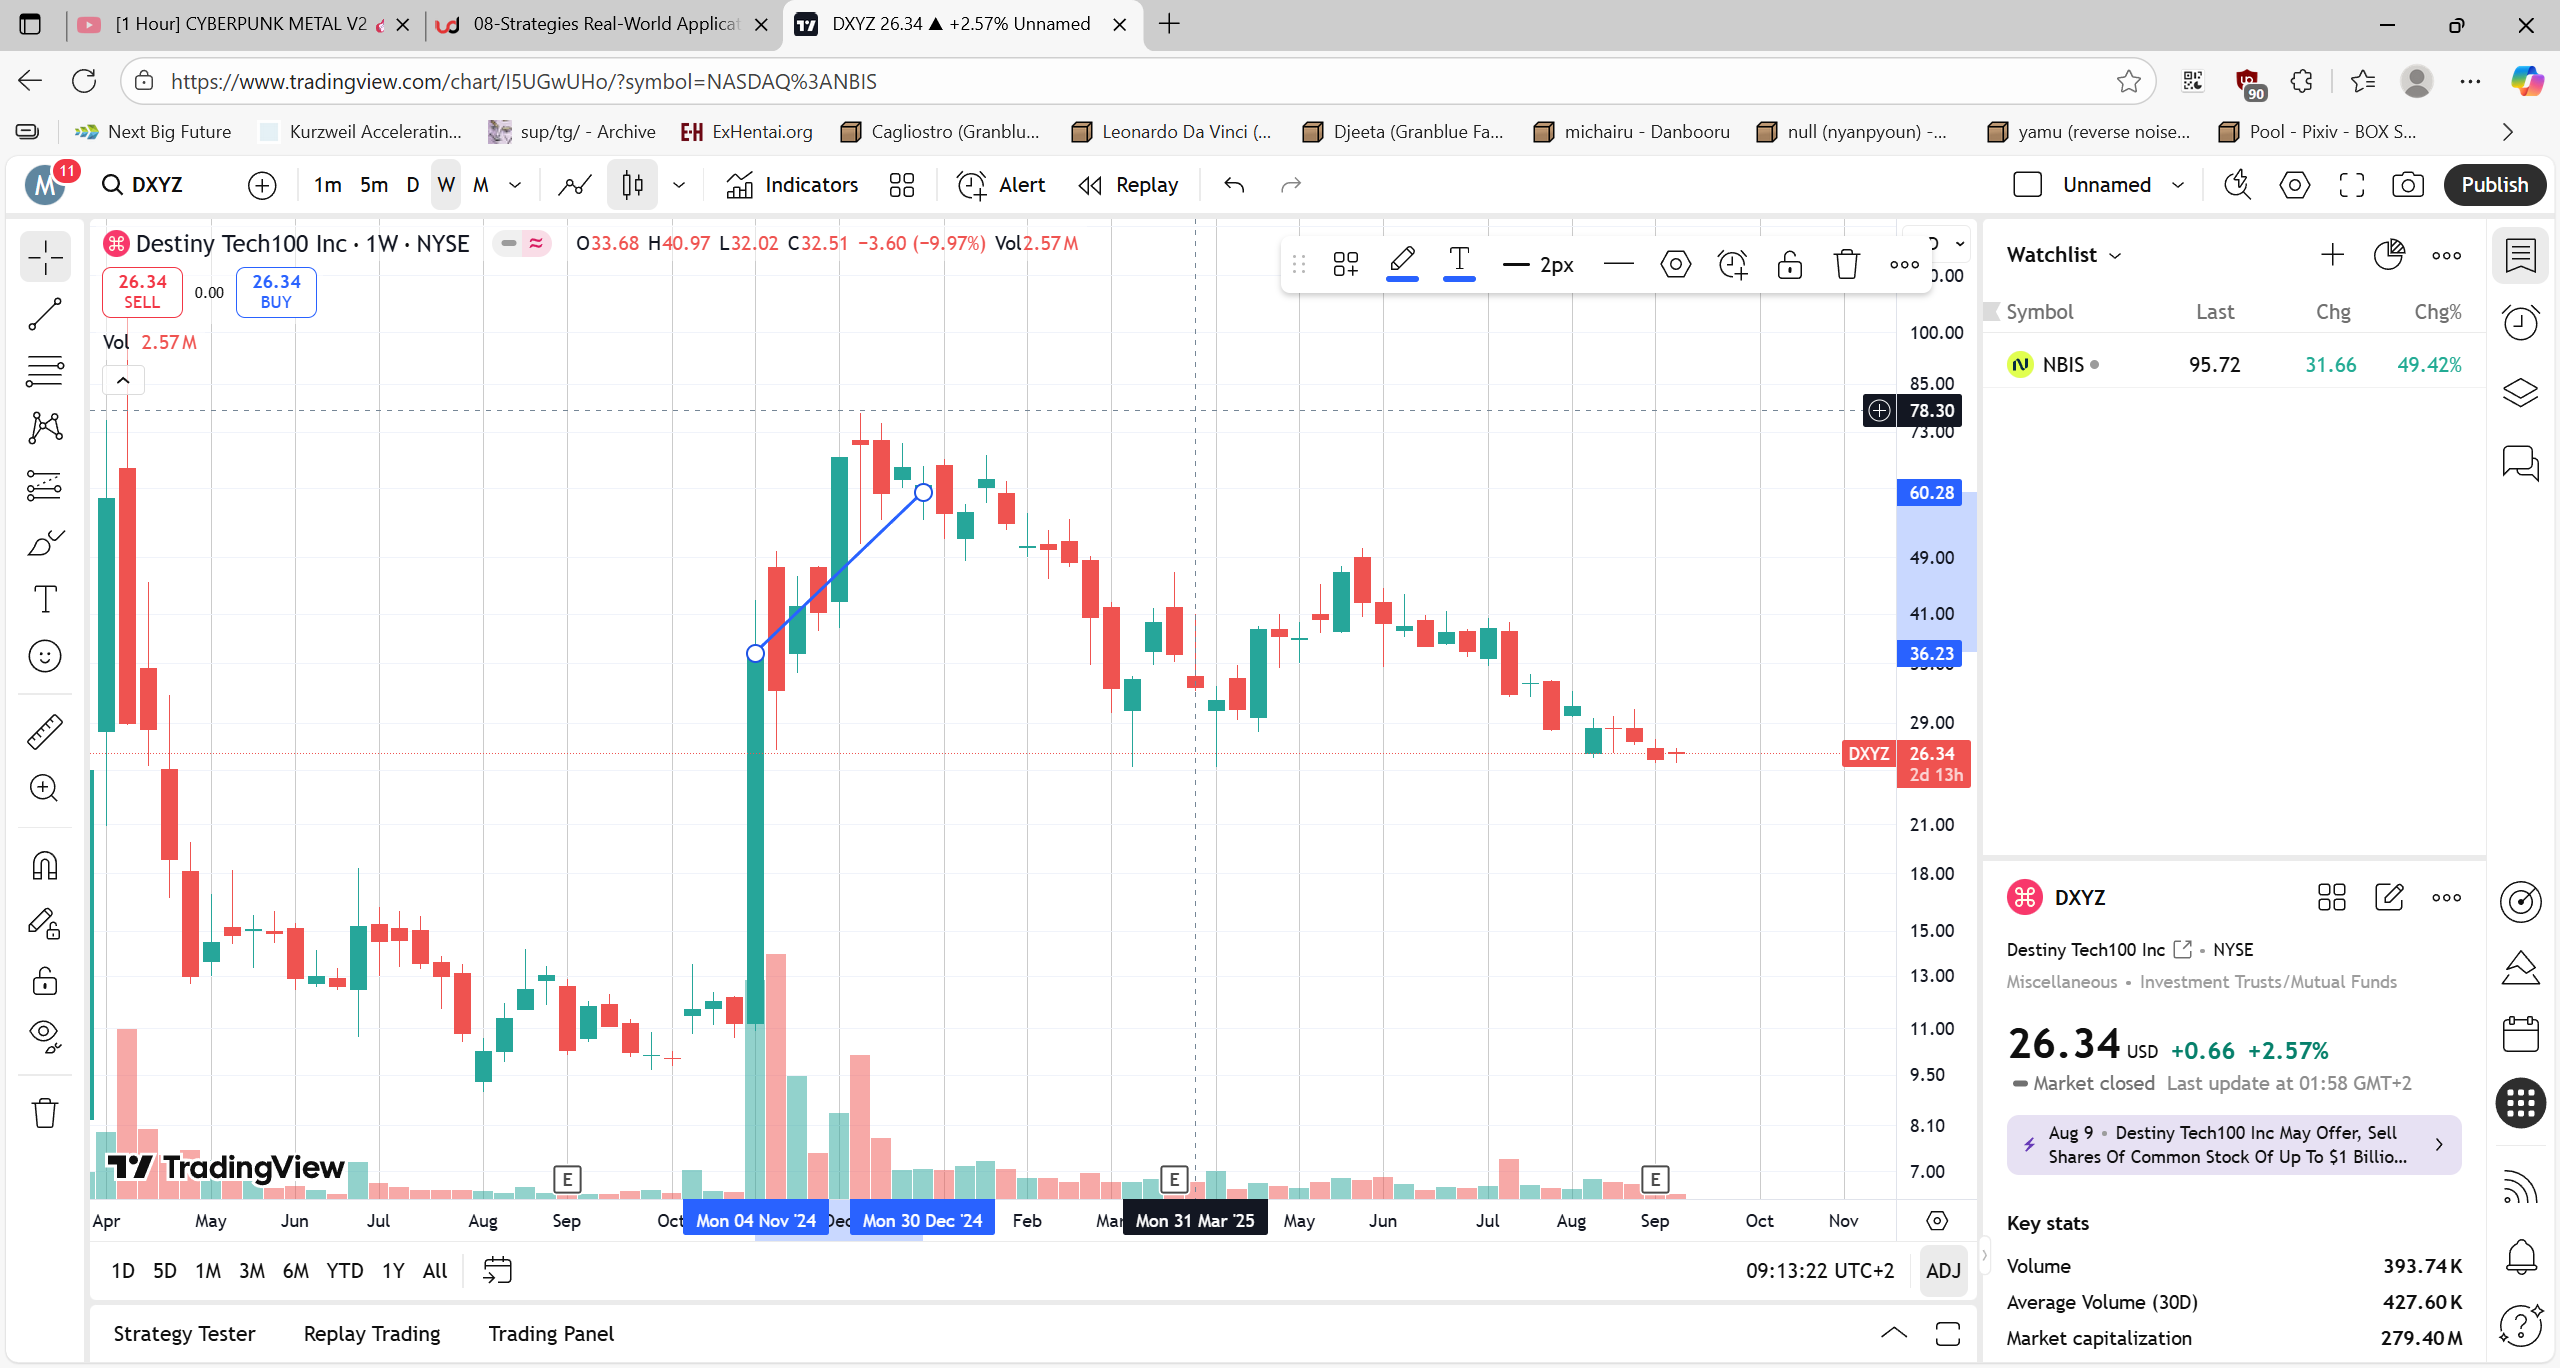 [1 Hour] CYBERPUNK METAL V2
08-Strategies Real-World Applicat
DXYZ 26.34 ▲ +2.57% Unnamed
https://www.tradingview.com/chart/I5UGwUHo/?symbol=NASDAQ%3ANBIS
90
Next Big Future
Kurzweil Acceleratin...
sup/tg/ - Archive
EH ExHentai.org
Cagliostro (Granblu...
Leonardo Da Vinci (...
Djeeta (Granblue Fa...
michairu - Danbooru
null (nyanpyoun) -...
yamu (reverse noise...
Pool - Pixiv - BOX S...
M 11
DXYZ
1m 5m D W M
Indicators
Alert
Replay
Unnamed
Publish
Destiny Tech100 Inc · 1W · NYSE
O33.68 H40.97 L32.02 C32.51 −3.60 (−9.97%) Vol2.57M
26.34
SELL
0.00
26.34
BUY
Vol 2.57M
T
2px
100.00
85.00
78.30
73.00
60.28
49.00
41.00
36.23
29.00
DXYZ 26.34
2d 13h
21.00
18.00
15.00
13.00
11.00
9.50
8.10
7.00
TradingView
E
E
E
Apr May Jun Jul Aug Sep Oct Mon 04 Nov '24 Dec Mon 30 Dec '24 Feb Mar Mon 31 Mar '25 May Jun Jul Aug Sep Oct Nov
1D 5D 1M 3M 6M YTD 1Y All
09:13:22 UTC+2
ADJ
Strategy Tester
Replay Trading
Trading Panel
Watchlist
Symbol Last Chg Chg%
NBIS 95.72 31.66 49.42%
DXYZ
Destiny Tech100 Inc • NYSE
Miscellaneous • Investment Trusts/Mutual Funds
26.34 USD +0.66 +2.57%
Market closed Last update at 01:58 GMT+2
Aug 9 • Destiny Tech100 Inc May Offer, Sell
Shares Of Common Stock Of Up To $1 Billio...
Key stats
Volume 393.74K
Average Volume (30D) 427.60K
Market capitalization 279.40M